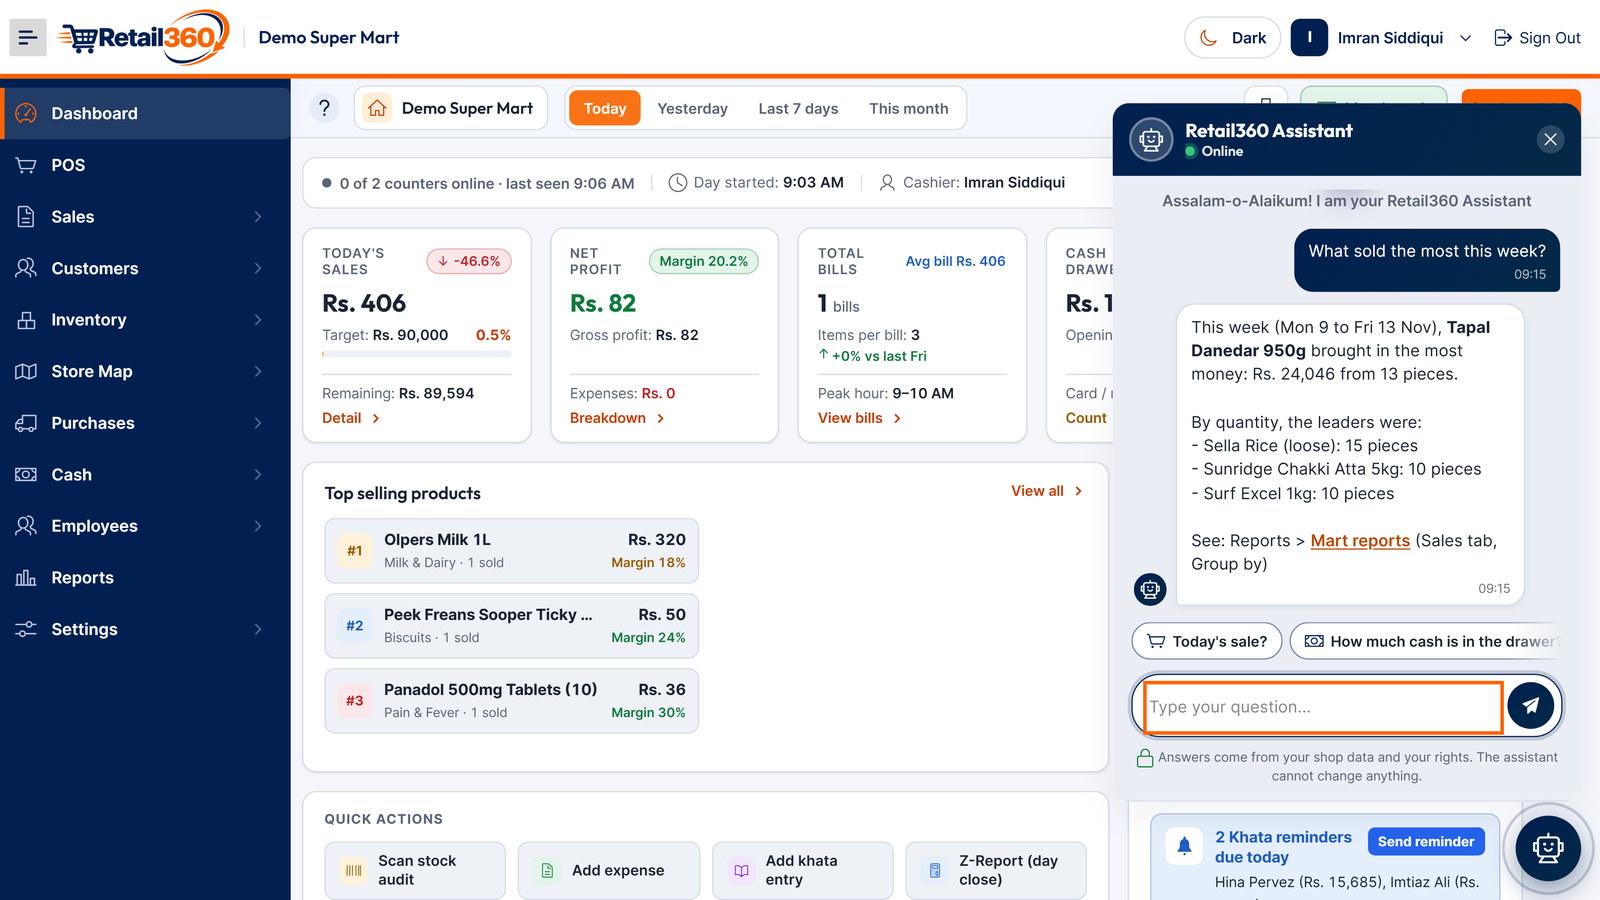 Retail360
Demo Super Mart
Dark
I
Imran Siddiqui
Sign Out
Dashboard
POS
Sales
Customers
Inventory
Store Map
Purchases
Cash
Employees
Reports
Settings
?
Demo Super Mart
Today
Yesterday
Last 7 days
This month
0 of 2 counters online · last seen 9:06 AM
Day started: 9:03 AM
Cashier: Imran Siddiqui
TODAY'S
SALES
↓ -46.6%
Rs. 406
Target: Rs. 90,000
0.5%
Remaining: Rs. 89,594
Detail
NET
PROFIT
Margin 20.2%
Rs. 82
Gross profit: Rs. 82
Expenses: Rs. 0
Breakdown
TOTAL
BILLS
Avg bill Rs. 406
1 bills
Items per bill: 3
↑ +0% vs last Fri
Peak hour: 9–10 AM
View bills
CASH
Rs. 1
Card /
Count
Top selling products
View all
#1
Olpers Milk 1L
Rs. 320
Milk & Dairy · 1 sold
Margin 18%
#2
Peek Freans Sooper Ticky ...
Rs. 50
Biscuits · 1 sold
Margin 24%
#3
Panadol 500mg Tablets (10)
Rs. 36
Pain & Fever · 1 sold
Margin 30%
QUICK ACTIONS
Scan stock
audit
Add expense
Add khata
entry
Z-Report (day
close)
Retail360 Assistant
Online
Assalam-o-Alaikum! I am your Retail360 Assistant
What sold the most this week?
09:15
This week (Mon 9 to Fri 13 Nov), Tapal
Danedar 950g brought in the most
money: Rs. 24,046 from 13 pieces.
By quantity, the leaders were:
- Sella Rice (loose): 15 pieces
- Sunridge Chakki Atta 5kg: 10 pieces
- Surf Excel 1kg: 10 pieces
See: Reports > Mart reports (Sales tab,
Group by)
09:15
Today's sale?
How much cash is in the drawer?
Type your question...
Answers come from your shop data and your rights. The assistant
cannot change anything.
2 Khata reminders
due today
Send reminder
Hina Pervez (Rs. 15,685), Imtiaz Ali (Rs.